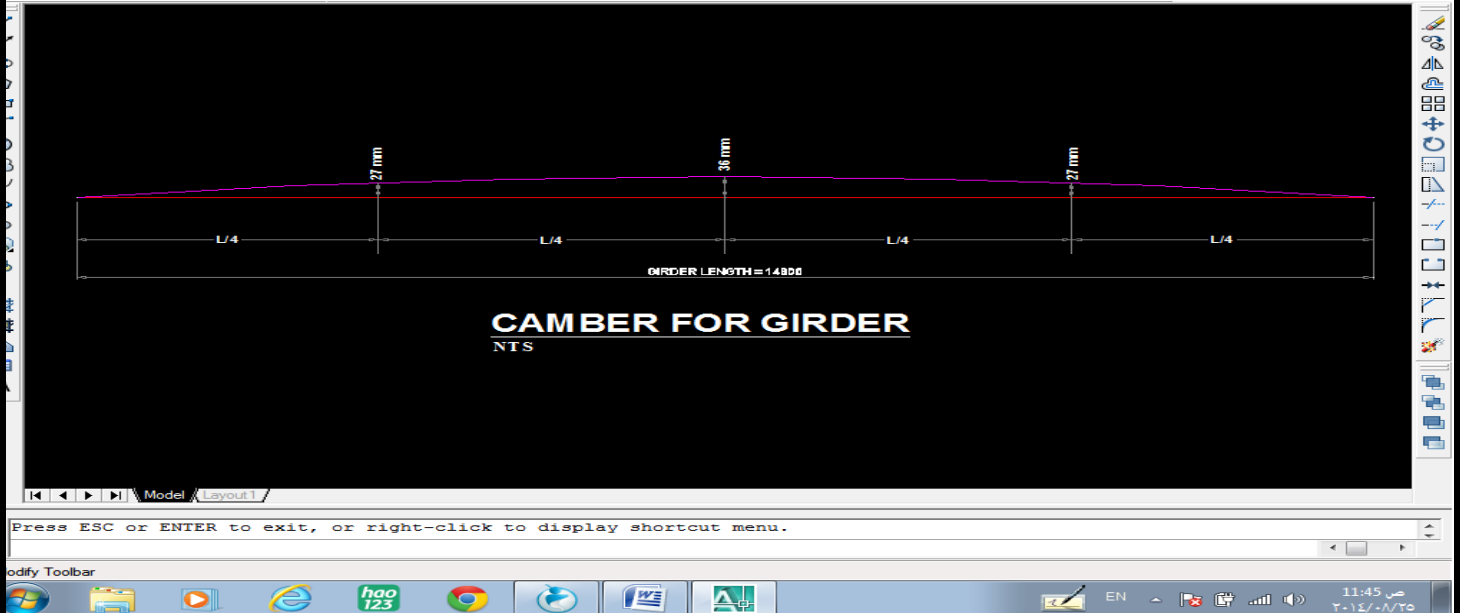 27 mm
36 mm
27 mm
L/4
L/4
L/4
L/4
GIRDER LENGTH = 14800
CAMBER FOR GIRDER
NTS
Model
Layout1
Press ESC or ENTER to exit, or right-click to display shortcut menu.
odify Toolbar
hao
123
EN
11:45 ص
٢٠١٤/٠٨/٢٥